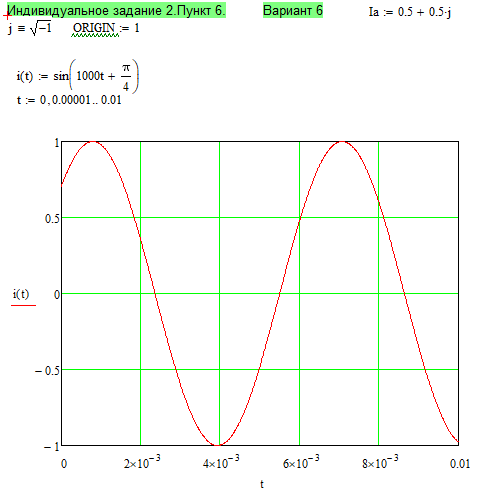 Индивидуальное задание 2.Пункт 6. Вариант 6 Ia := 0.5 + 0.5·j
j ≡ √−1 ORIGIN := 1
i(t) := sin(1000t + π/4)
t := 0, 0.00001.. 0.01
1
0.5
i(t) 0
−0.5
−1
0 2×10⁻³ 4×10⁻³ 6×10⁻³ 8×10⁻³ 0.01
t